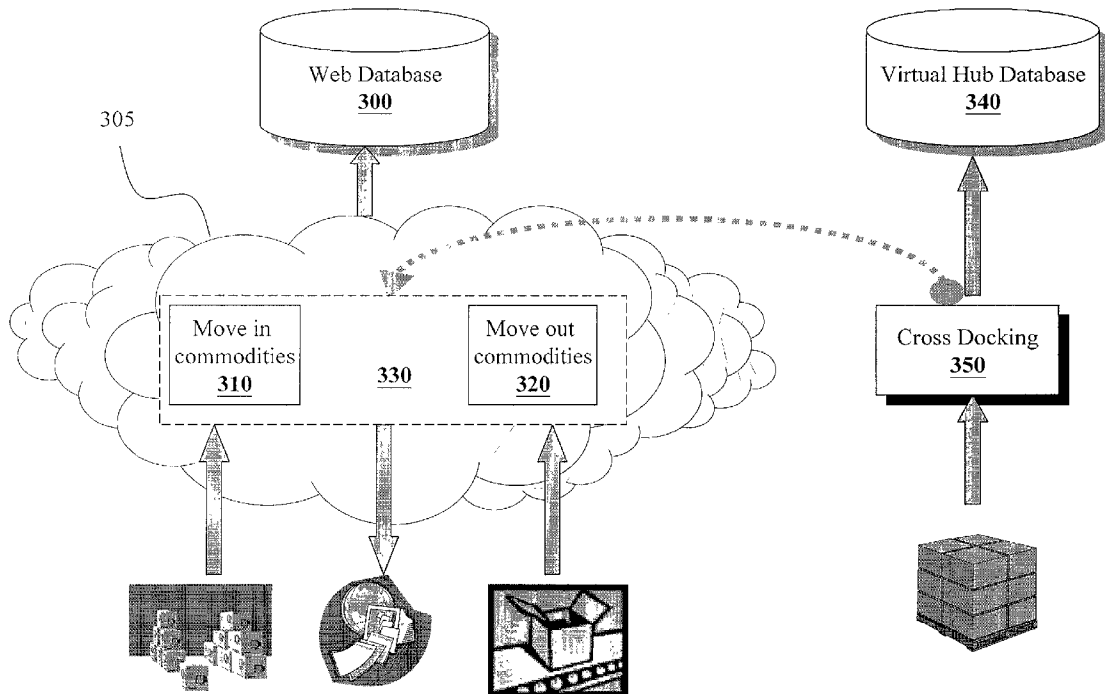 Web Database
300
Virtual Hub Database
340
305
Move in
commodities
310
330
Move out
commodities
320
Cross Docking
350